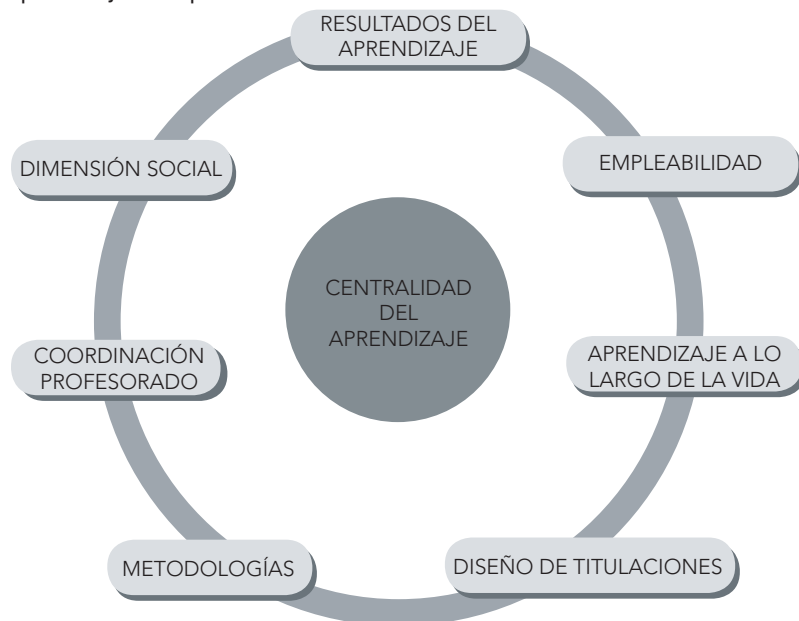 RESULTADOS DEL
APRENDIZAJE
DIMENSIÓN SOCIAL
EMPLEABILIDAD
CENTRALIDAD
DEL
APRENDIZAJE
COORDINACIÓN
PROFESORADO
APRENDIZAJE A LO
LARGO DE LA VIDA
METODOLOGÍAS
DISEÑO DE TITULACIONES